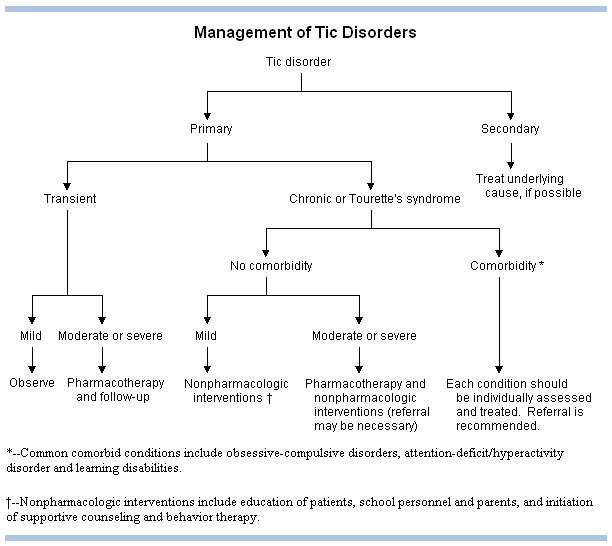 Management of Tic Disorders
Tic disorder
Primary
Secondary
Treat underlying
cause, if possible
Transient
Chronic or Tourette's syndrome
No comorbidity
Comorbidity *
Mild
Moderate or severe
Mild
Moderate or severe
Observe
Pharmacotherapy
and follow-up
Nonpharmacologic
interventions †
Pharmacotherapy and
nonpharmacologic
interventions (referral
may be necessary)
Each condition should
be individually assessed
and treated. Referral is
recommended.
*--Common comorbid conditions include obsessive-compulsive disorders, attention-deficit/hyperactivity
disorder and learning disabilities.
†--Nonpharmacologic interventions include education of patients, school personnel and parents, and initiation
of supportive counseling and behavior therapy.